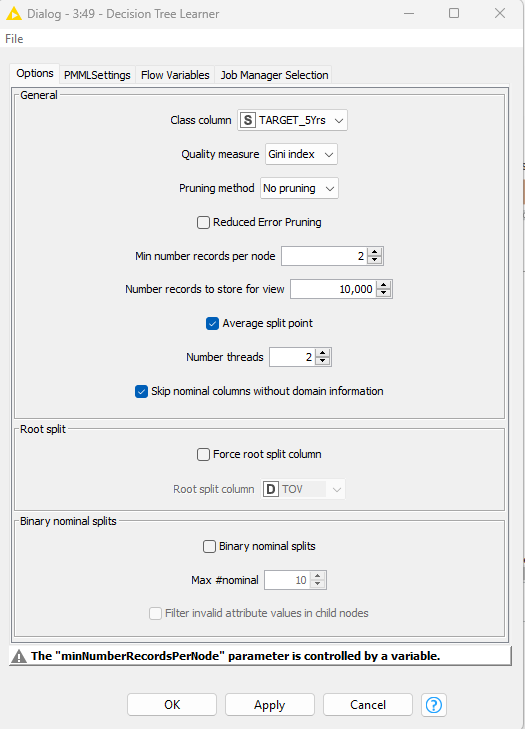 Dialog - 3:49 - Decision Tree Learner
File
Options PMMLSettings Flow Variables Job Manager Selection
General
Class column S TARGET_5Yrs
Quality measure Gini index
Pruning method No pruning
Reduced Error Pruning
Min number records per node 2
Number records to store for view 10,000
Average split point
Number threads 2
Skip nominal columns without domain information
Root split
Force root split column
Root split column D TOV
Binary nominal splits
Binary nominal splits
Max #nominal 10
Filter invalid attribute values in child nodes
The "minNumberRecordsPerNode" parameter is controlled by a variable.
OK Apply Cancel ?